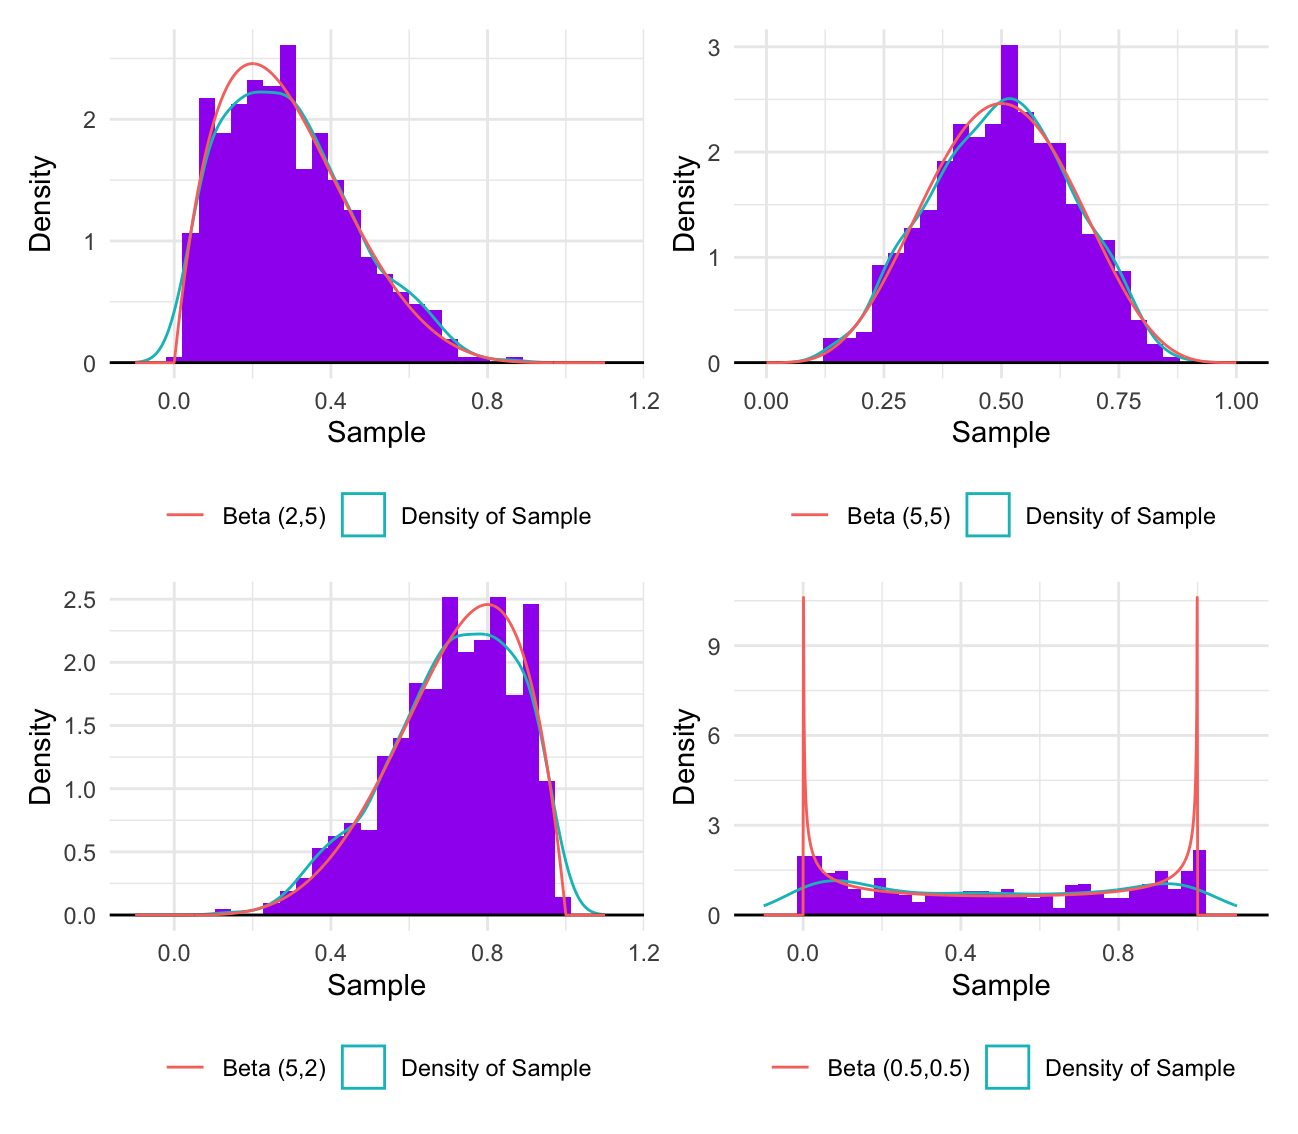 Density
2
1
0
0.0 0.4 0.8 1.2
Sample
Beta (2,5) Density of Sample
Density
3
2
1
0
0.00 0.25 0.50 0.75 1.00
Sample
Beta (5,5) Density of Sample
Density
2.5
2.0
1.5
1.0
0.5
0.0
0.0 0.4 0.8 1.2
Sample
Beta (5,2) Density of Sample
Density
9
6
3
0
0.0 0.4 0.8
Sample
Beta (0.5,0.5) Density of Sample